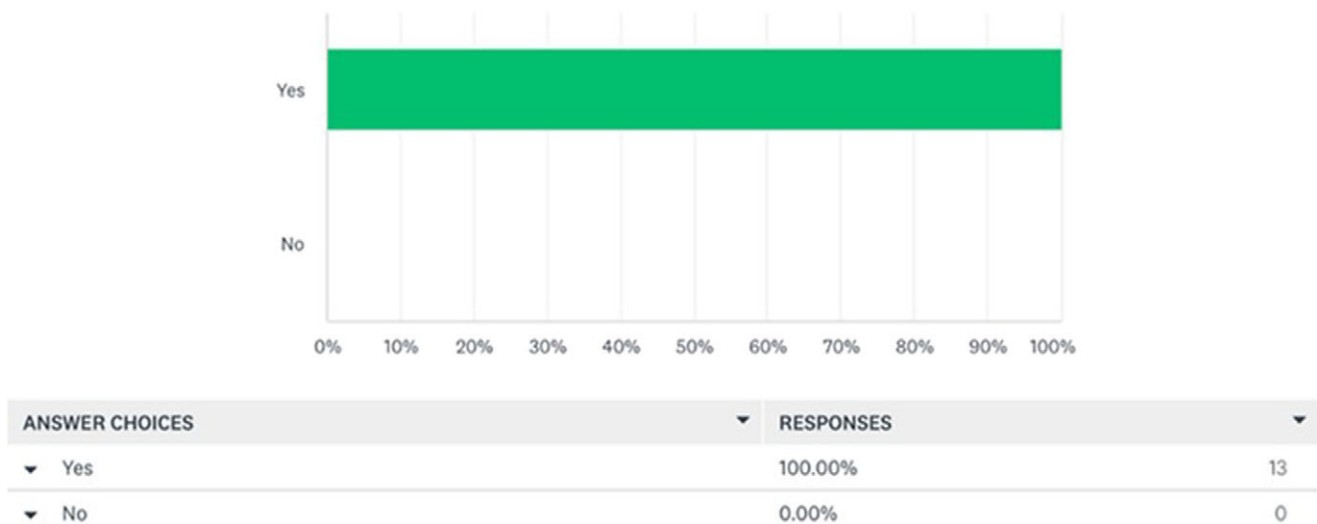 Yes
No
0% 10% 20% 30% 40% 50% 60% 70% 80% 90% 100%
ANSWER CHOICES RESPONSES
Yes 100.00% 13
No 0.00% 0